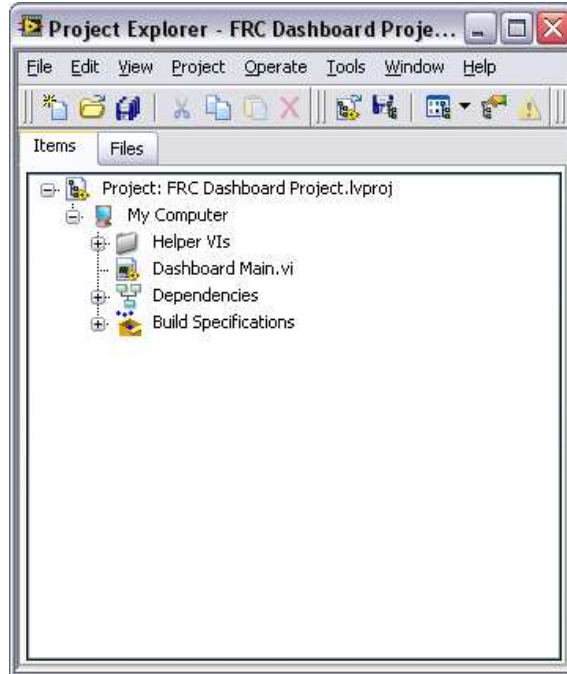 Project Explorer - FRC Dashboard Proje...
File Edit View Project Operate Tools Window Help
Items Files
Project: FRC Dashboard Project.lvproj
My Computer
Helper VIs
Dashboard Main.vi
Dependencies
Build Specifications